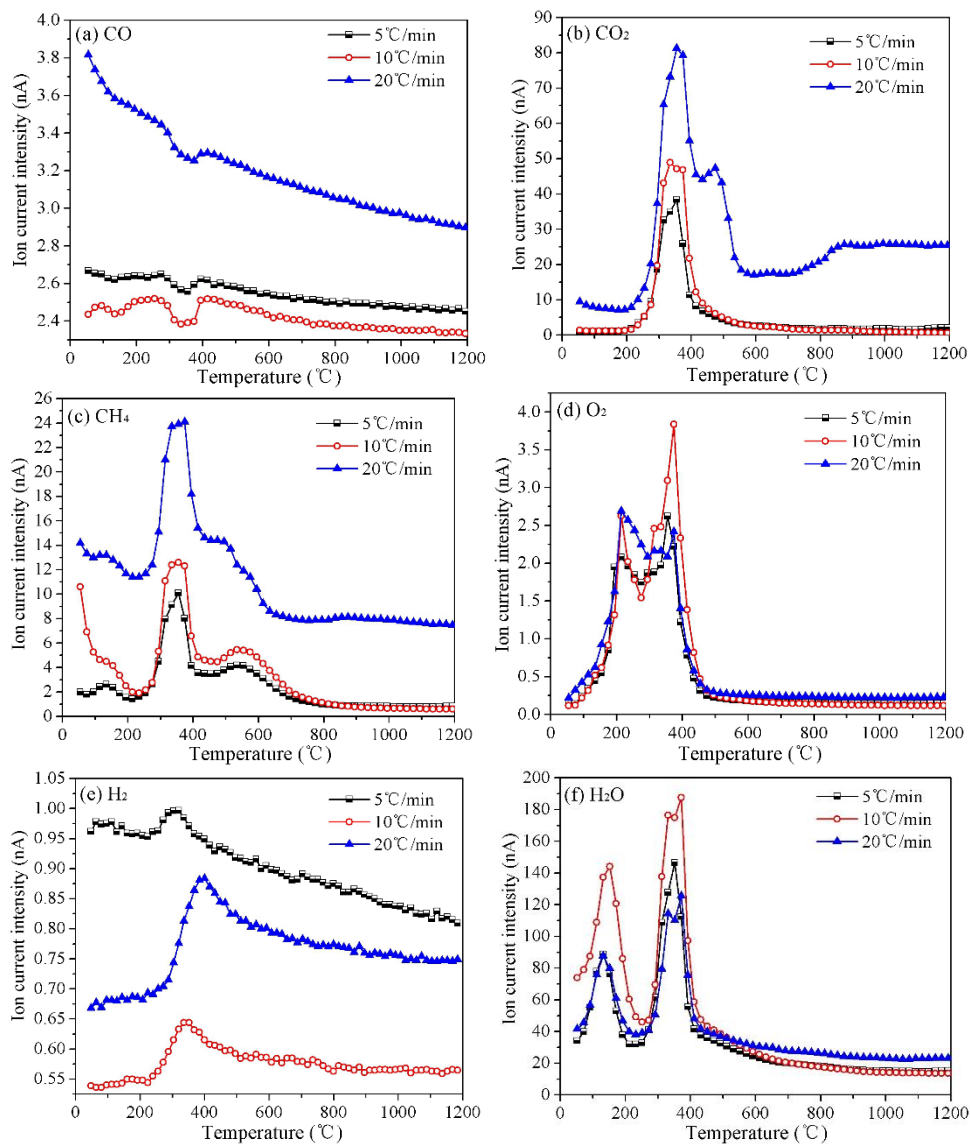 (a) CO
5℃/min
10℃/min
20℃/min
Ion current intensity (nA)
4.0
3.8
3.6
3.4
3.2
3.0
2.8
2.6
2.4
0 200 400 600 800 1000 1200
Temperature (℃)
(b) CO₂
5℃/min
10℃/min
20℃/min
Ion current intensity (nA)
90
80
70
60
50
40
30
20
10
0
0 200 400 600 800 1000 1200
Temperature (℃)
(c) CH₄
5℃/min
10℃/min
20℃/min
Ion current intensity (nA)
26
24
22
20
18
16
14
12
10
8
6
4
2
0
0 200 400 600 800 1000 1200
Temperature (℃)
(d) O₂
5℃/min
10℃/min
20℃/min
Ion current intensity (nA)
4.0
3.5
3.0
2.5
2.0
1.5
1.0
0.5
0.0
0 200 400 600 800 1000 1200
Temperature (℃)
(e) H₂
5℃/min
10℃/min
20℃/min
Ion current intensity (nA)
1.05
1.00
0.95
0.90
0.85
0.80
0.75
0.70
0.65
0.60
0.55
0 200 400 600 800 1000 1200
Temperature (℃)
(f) H₂O
5℃/min
10℃/min
20℃/min
Ion current intensity (nA)
200
180
160
140
120
100
80
60
40
20
0
0 200 400 600 800 1000 1200
Temperature (℃)